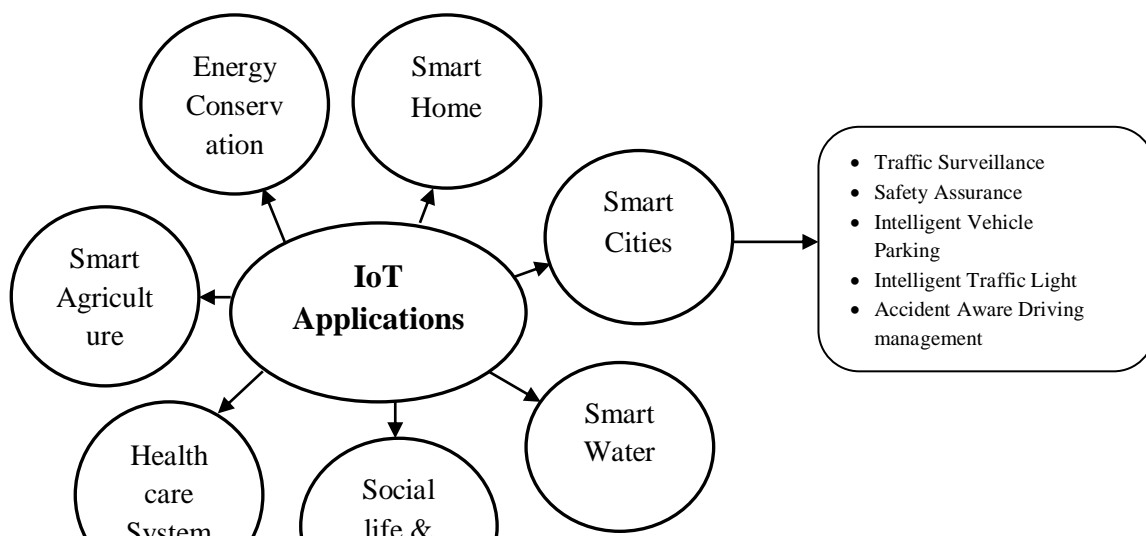 Energy
Conserv
ation
Smart
Home
Smart
Cities
• Traffic Surveillance
• Safety Assurance
• Intelligent Vehicle
Parking
• Intelligent Traffic Light
• Accident Aware Driving
management
IoT
Applications
Smart
Agricult
ure
Smart
Water
Health
care
System
Social
life &